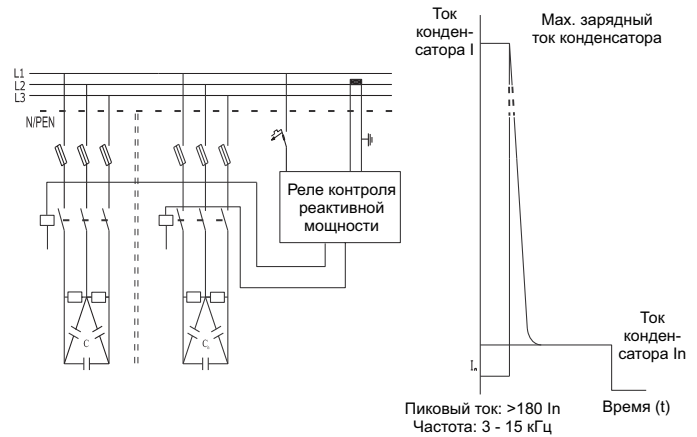 Ток
конден-
сатора I
Max. зарядный
ток конденсатора
L1
L2
L3
N/PEN
Реле контроля
реактивной
мощности
C
Ток
конден-
сатора In
In
Пиковый ток: >180 In
Частота: 3 - 15 кГц
Время (t)